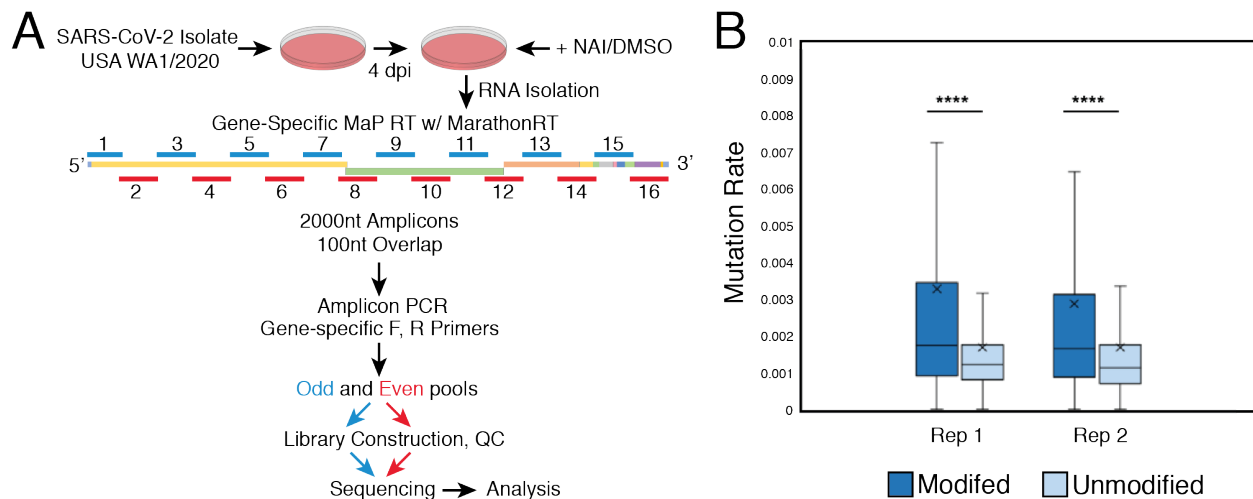 A
SARS-CoV-2 Isolate
USA WA1/2020
4 dpi
+ NAI/DMSO
RNA Isolation
Gene-Specific MaP RT w/ MarathonRT
1 3 5 7 9 11 13 15
5' 3'
2 4 6 8 10 12 14 16
2000nt Amplicons
100nt Overlap
Amplicon PCR
Gene-specific F, R Primers
Odd and Even pools
Library Construction, QC
Sequencing Analysis
B
Mutation Rate
0.01
0.009
0.008
0.007
0.006
0.005
0.004
0.003
0.002
0.001
0
**** ****
Rep 1 Rep 2
Modifed Unmodified